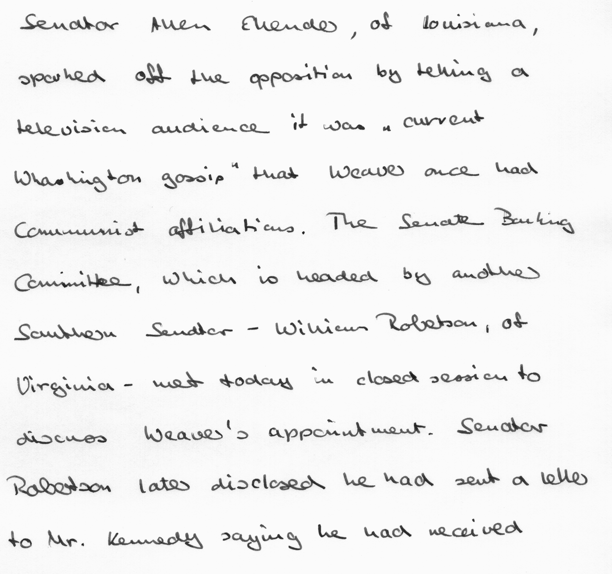 Senator Allen Ellender, of Louisiana,
sparked off the opposition by telling a
television audience it was „current
Whashington gossip" that Weaver once had
Communist affiliations. The Senate Banking
Committee, which is headed by another
Southern Senator - Willium Robertson, of
Virginia - met today in closed session to
discuss Weaver's appointment. Senator
Robertson later disclosed he had sent a letter
to Mr. Kennedy saying he had received